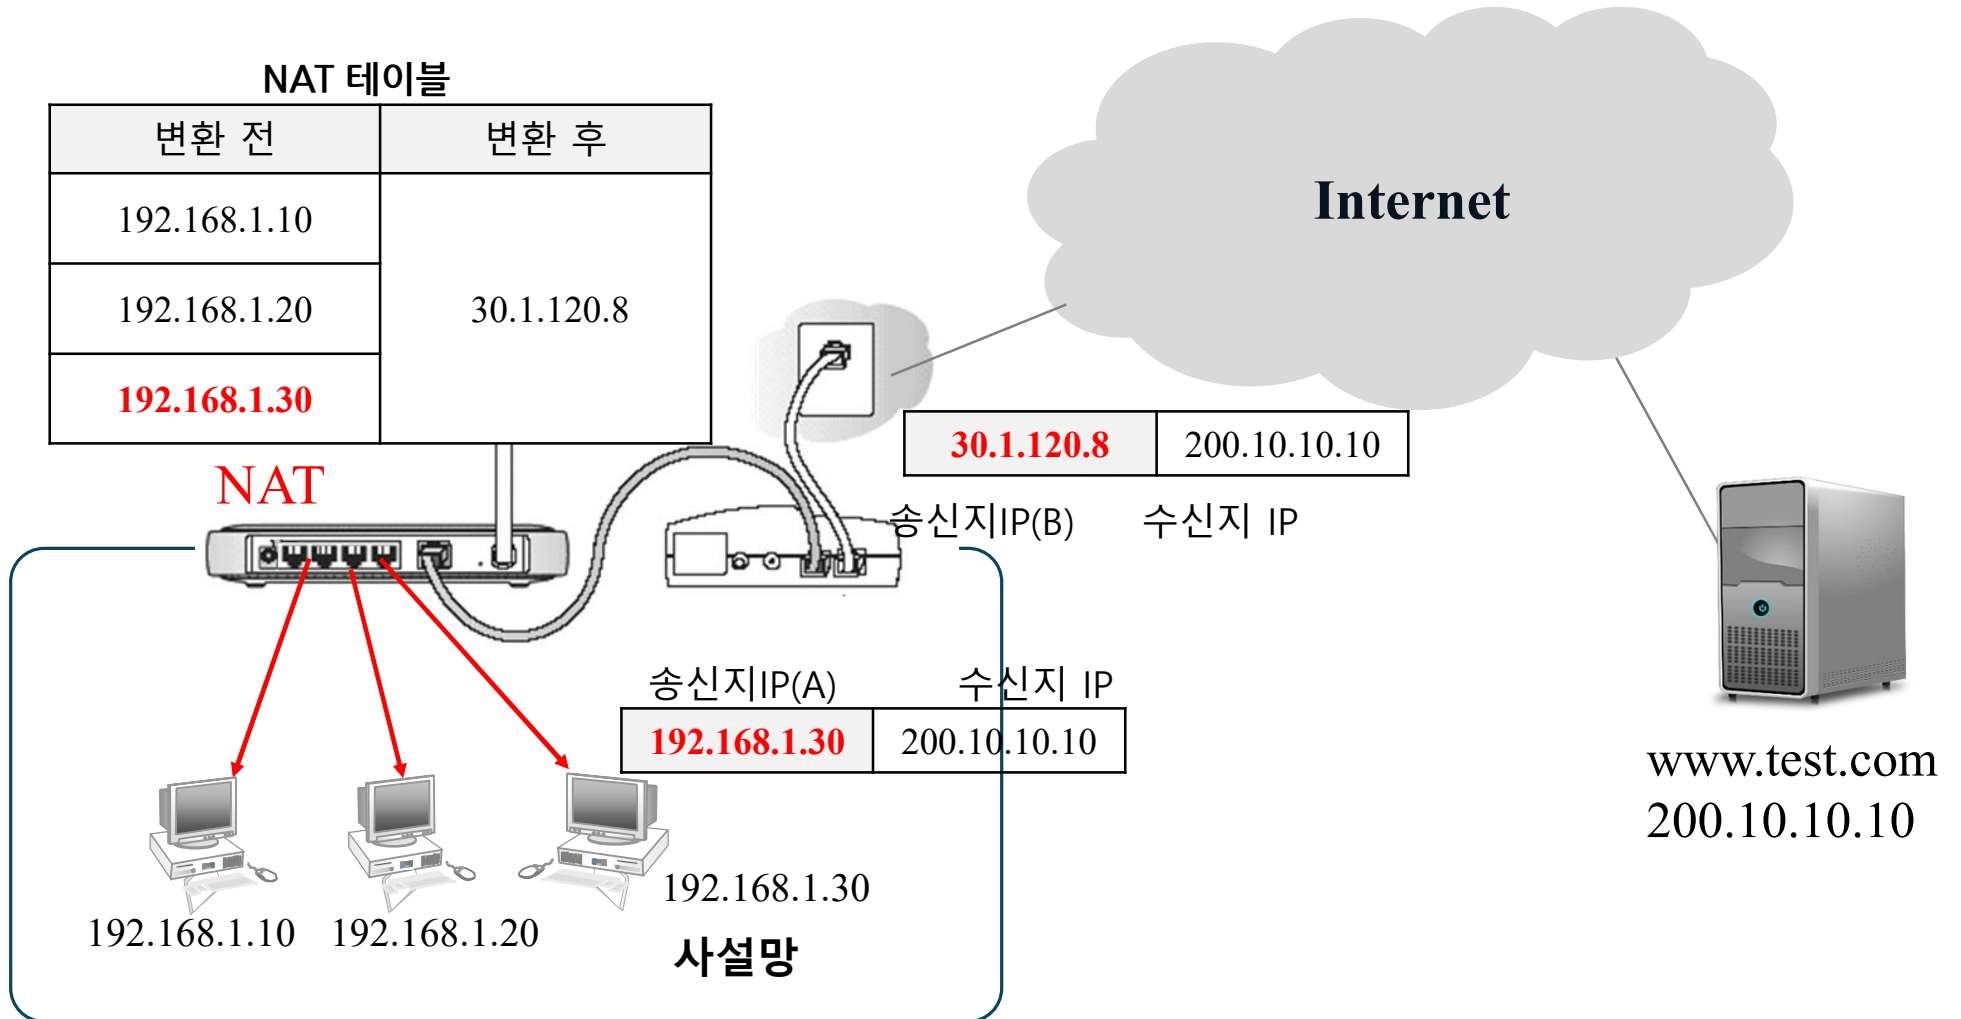 NAT 테이블
변환 전 변환 후
192.168.1.10
192.168.1.20 30.1.120.8
192.168.1.30
Internet
NAT
30.1.120.8 200.10.10.10
송신지IP(B) 수신지 IP
송신지IP(A) 수신지 IP
192.168.1.30 200.10.10.10
www.test.com
200.10.10.10
192.168.1.10 192.168.1.20 192.168.1.30
사설망